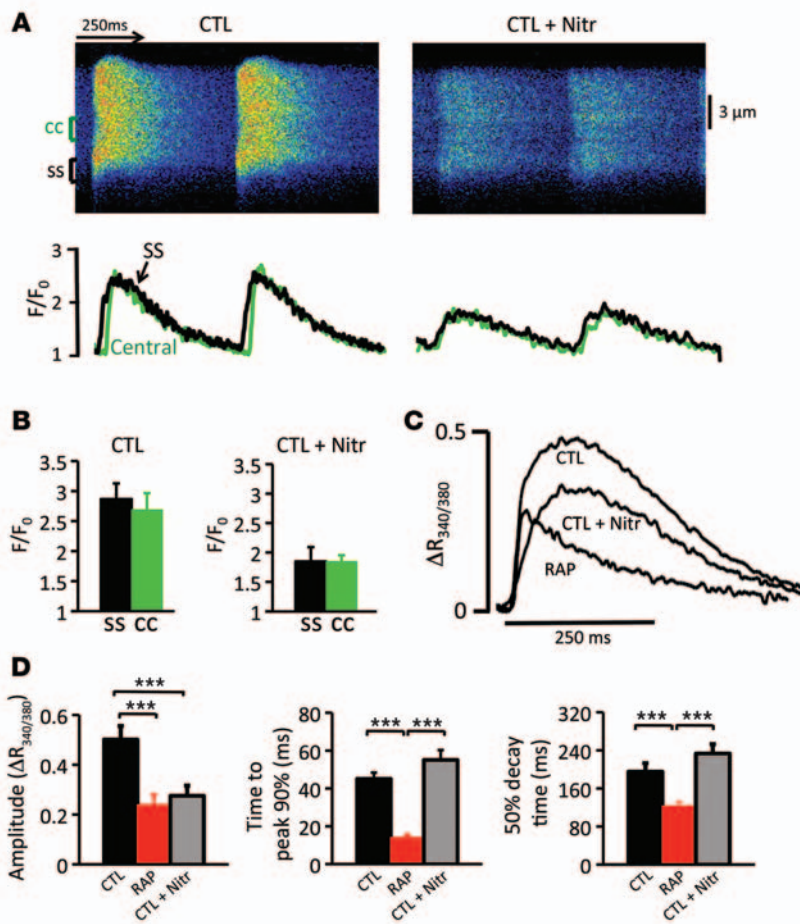 A
250ms
CTL
CTL + Nitr
CC
SS
3 μm
F/F0
3
2
1
SS
Central
B
CTL
F/F0
3.5
3
2.5
2
1.5
1
SS CC
CTL + Nitr
F/F0
3.5
3
2.5
2
1.5
1
SS CC
C
ΔR340/380
0.5
0
CTL
CTL + Nitr
RAP
250 ms
D
Amplitude (ΔR340/380)
0.6
0.4
0.2
0
***
***
CTL
RAP
CTL + Nitr
Time to
peak 90% (ms)
80
60
40
20
0
*** ***
CTL
RAP
CTL + Nitr
50% decay
time (ms)
320
240
160
80
0
*** ***
CTL
RAP
CTL + Nitr